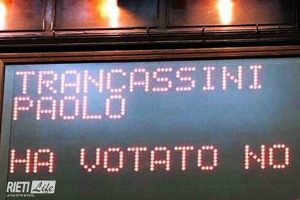 TRANCASSINI
PAOLO
HA VOTATO NO
RIETI Life